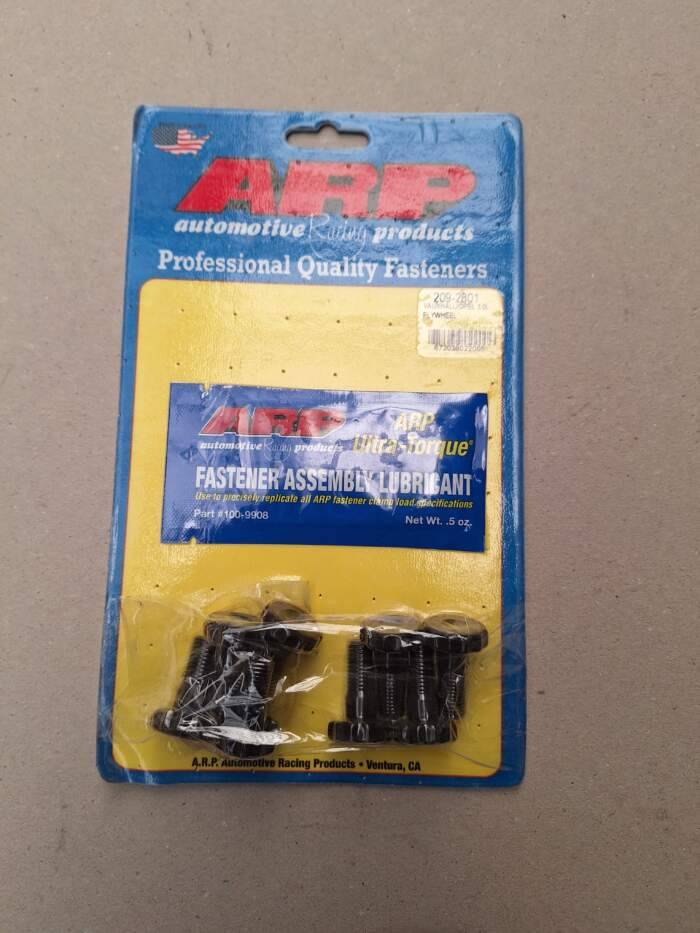 ARP
automotive Racing products
Professional Quality Fasteners
209-2801
VAUXHALL/OPEL
FLYWHEEL
ARP
automotive Racing products
ARP
Ultra-Torque®
FASTENER ASSEMBLY LUBRICANT
Use to precisely replicate all ARP fastener clamp load specifications
Part #100-9908
Net Wt. .5 oz.
A.R.P. Automotive Racing Products • Ventura, CA